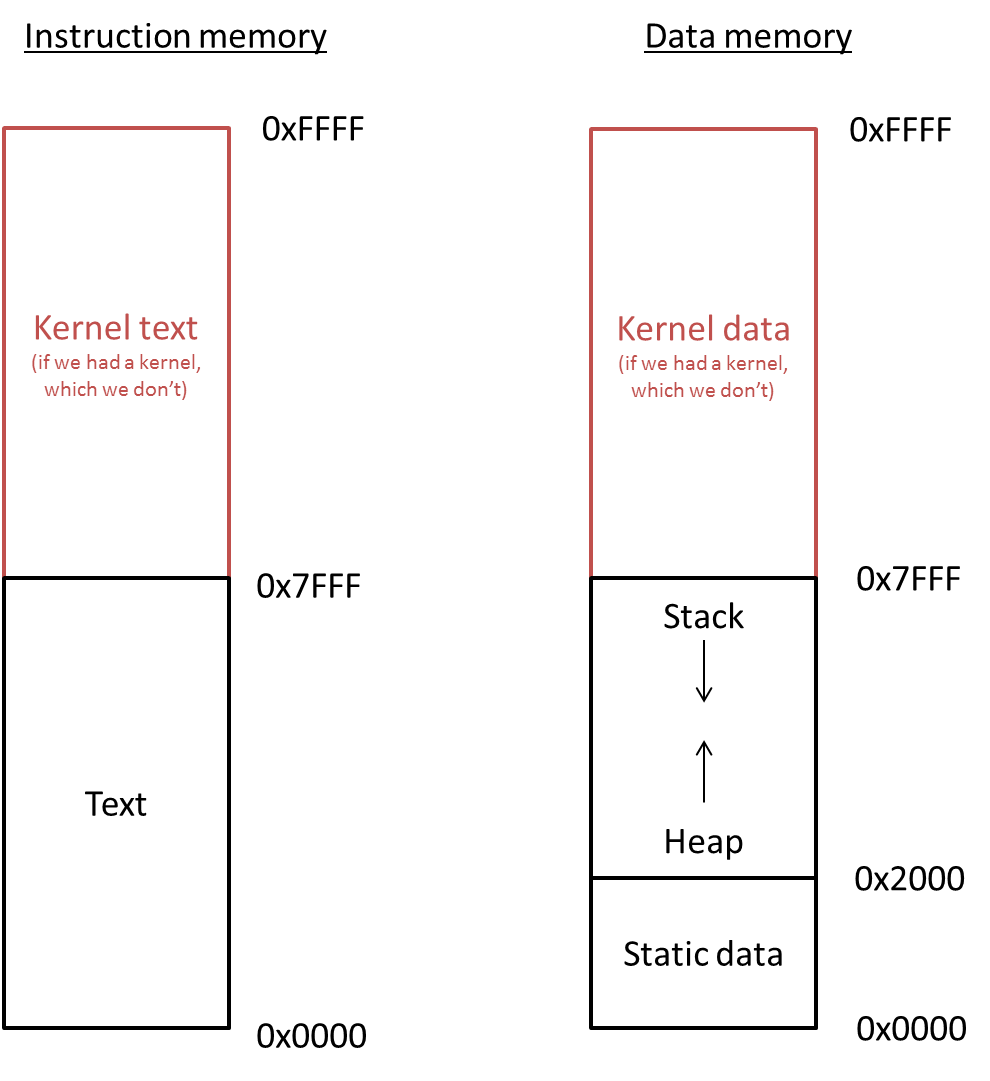 Instruction memory
0xFFFF
Kernel text
(if we had a kernel,
which we don’t)
0x7FFF
Text
0x0000
Data memory
0xFFFF
Kernel data
(if we had a kernel,
which we don’t)
0x7FFF
Stack
Heap
0x2000
Static data
0x0000